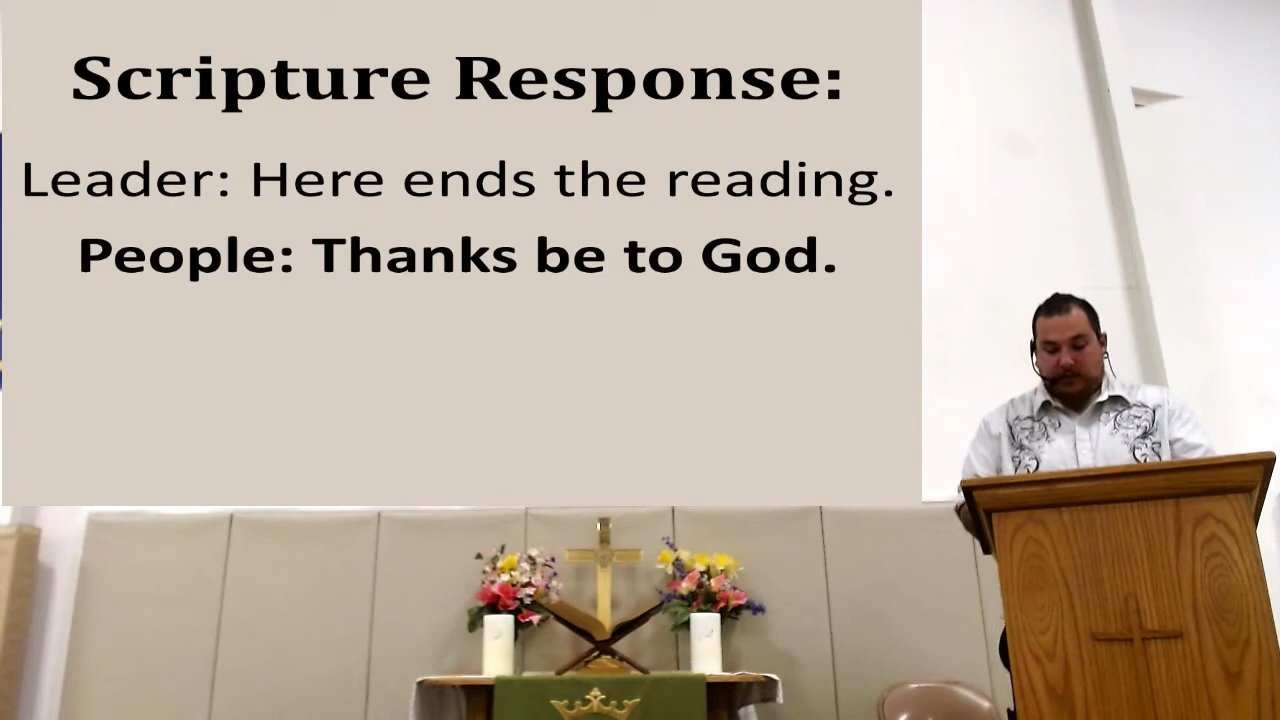 Scripture Response:
Leader: Here ends the reading.
People: Thanks be to God.